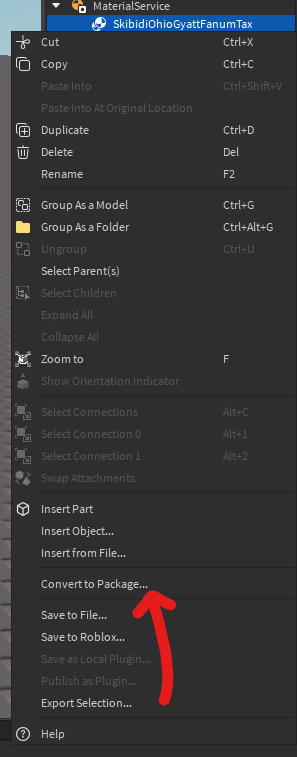 MaterialService
SkibidiOhioGyattFanumTax
Cut Ctrl+X
Copy Ctrl+C
Paste Into Ctrl+Shift+V
Paste Into At Original Location
Duplicate Ctrl+D
Delete Del
Rename F2
Group As a Model Ctrl+G
Group As a Folder Ctrl+Alt+G
Ungroup Ctrl+U
Select Parent(s)
Select Children
Expand All
Collapse All
Zoom to F
Show Orientation Indicator
Select Connections Alt+C
Select Connection 0 Alt+1
Select Connection 1 Alt+2
Swap Attachments
Insert Part
Insert Object...
Insert from File...
Convert to Package...
Save to File...
Save to Roblox...
Save as Local Plugin...
Publish as Plugin...
Export Selection...
Help